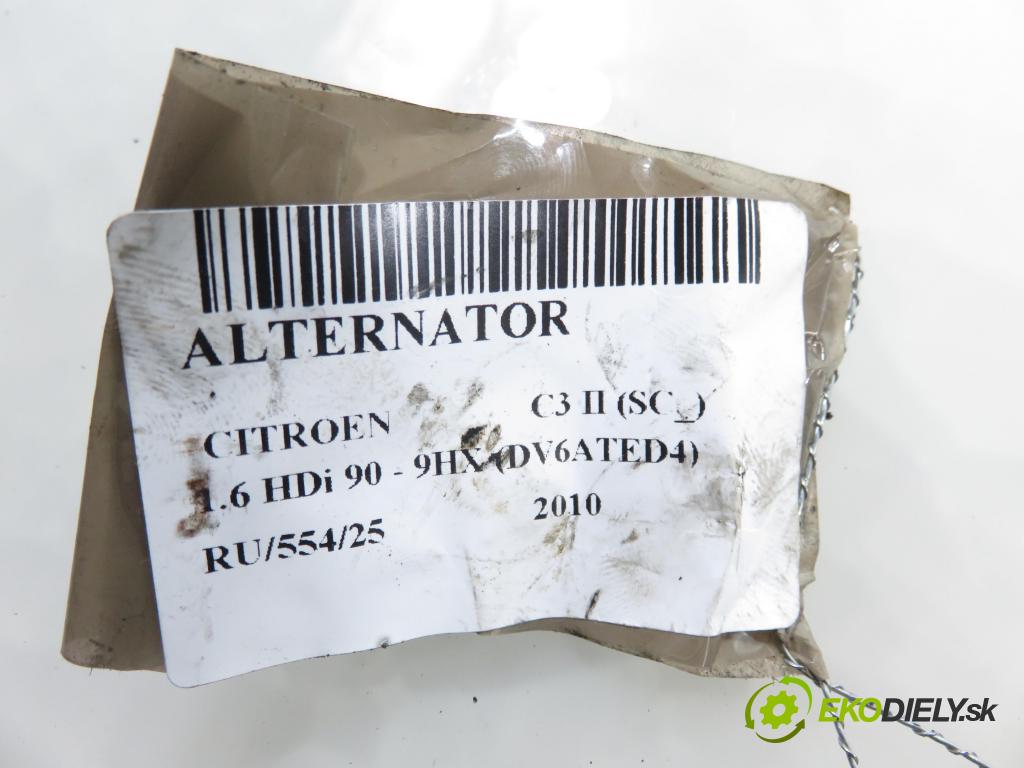 ALTERNATOR
CITROEN C3 II (SC_)
1.6 HDi 90 - 9HX (DV6ATED4)
RU/554/25 2010
EKODIELY.sk